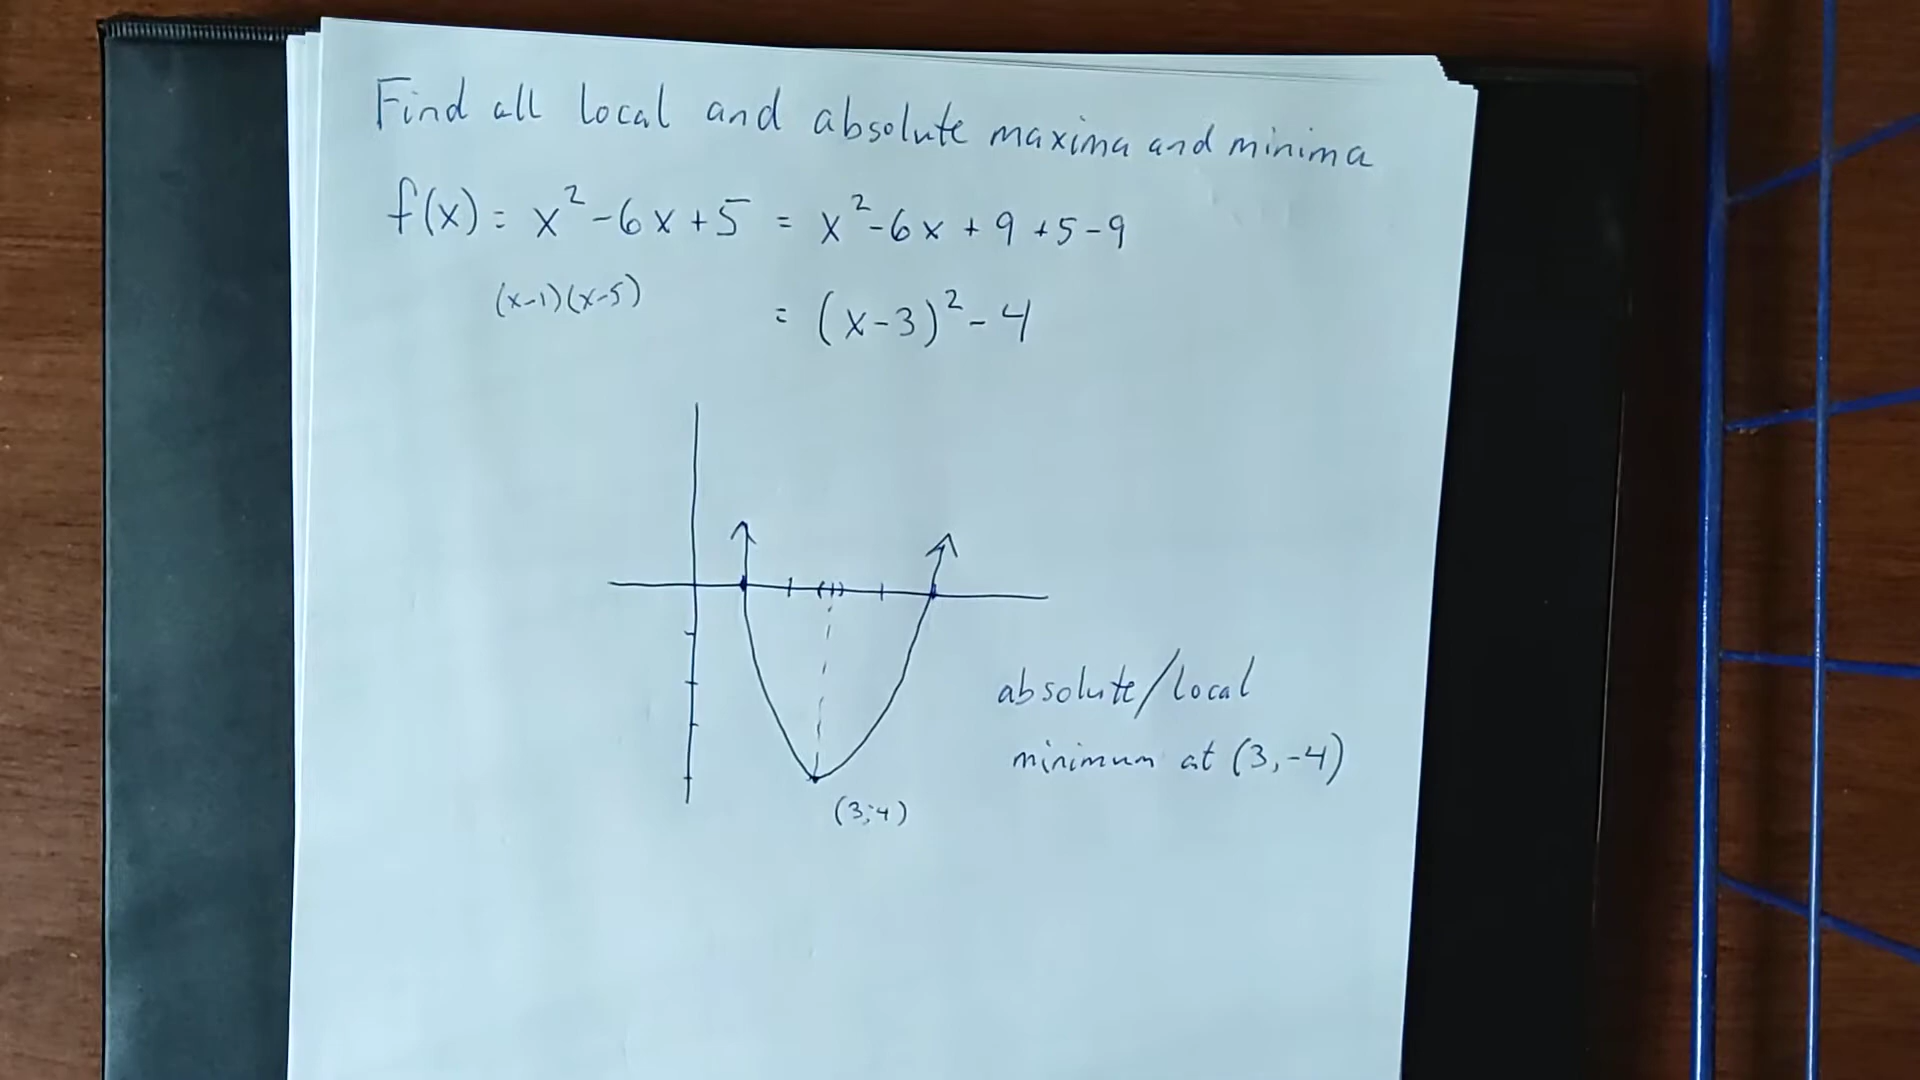 Find all local and absolute maxima and minima
f(x) = x² - 6x + 5 = x² - 6x + 9 + 5 - 9
(x-1)(x-5)
= (x-3)² - 4
absolute/local
minimum at (3,-4)
(3,-4)